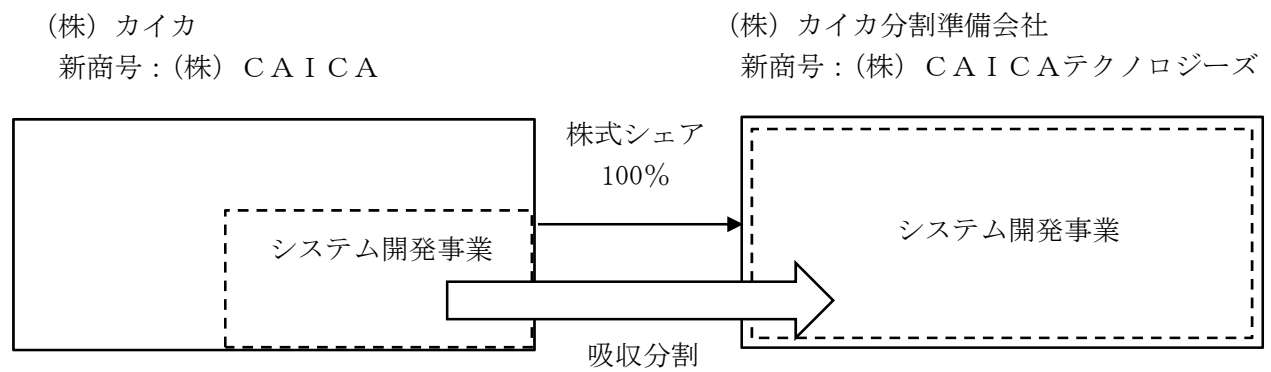 （株）カイカ
新商号：（株）ＣＡＩＣＡ
（株）カイカ分割準備会社
新商号：（株）ＣＡＩＣＡテクノロジーズ
株式シェア
100％
システム開発事業
システム開発事業
吸収分割